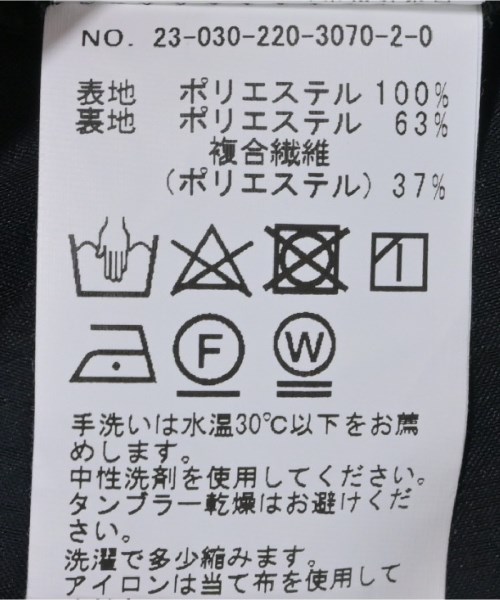 NO. 23-030-220-3070-2-0
表地 ポリエステル 100%
裏地 ポリエステル 63%
複合繊維
(ポリエステル) 37%
F W
手洗いは水温30℃以下をお薦
めします。
中性洗剤を使用してください。
タンブラー乾燥はお避けくだ
さい。
洗濯で多少縮みます。
アイロンは当て布を使用して